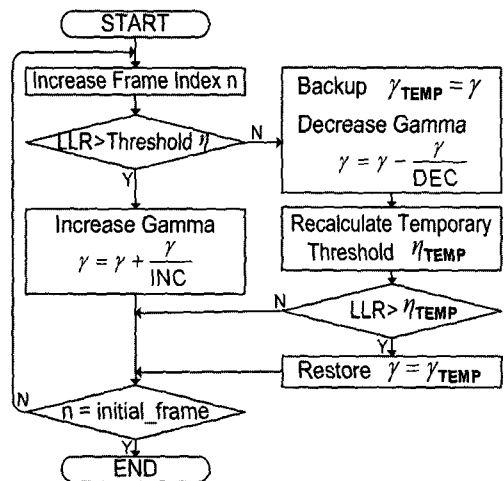 START
Increase Frame Index n
LLR>Threshold η
N
Y
Backup γTEMP = γ
Decrease Gamma
γ = γ - γ/DEC
Increase Gamma
γ = γ + γ/INC
Recalculate Temporary
Threshold ηTEMP
N
LLR> ηTEMP
Y
Restore γ = γTEMP
N
n = initial_frame
Y
END